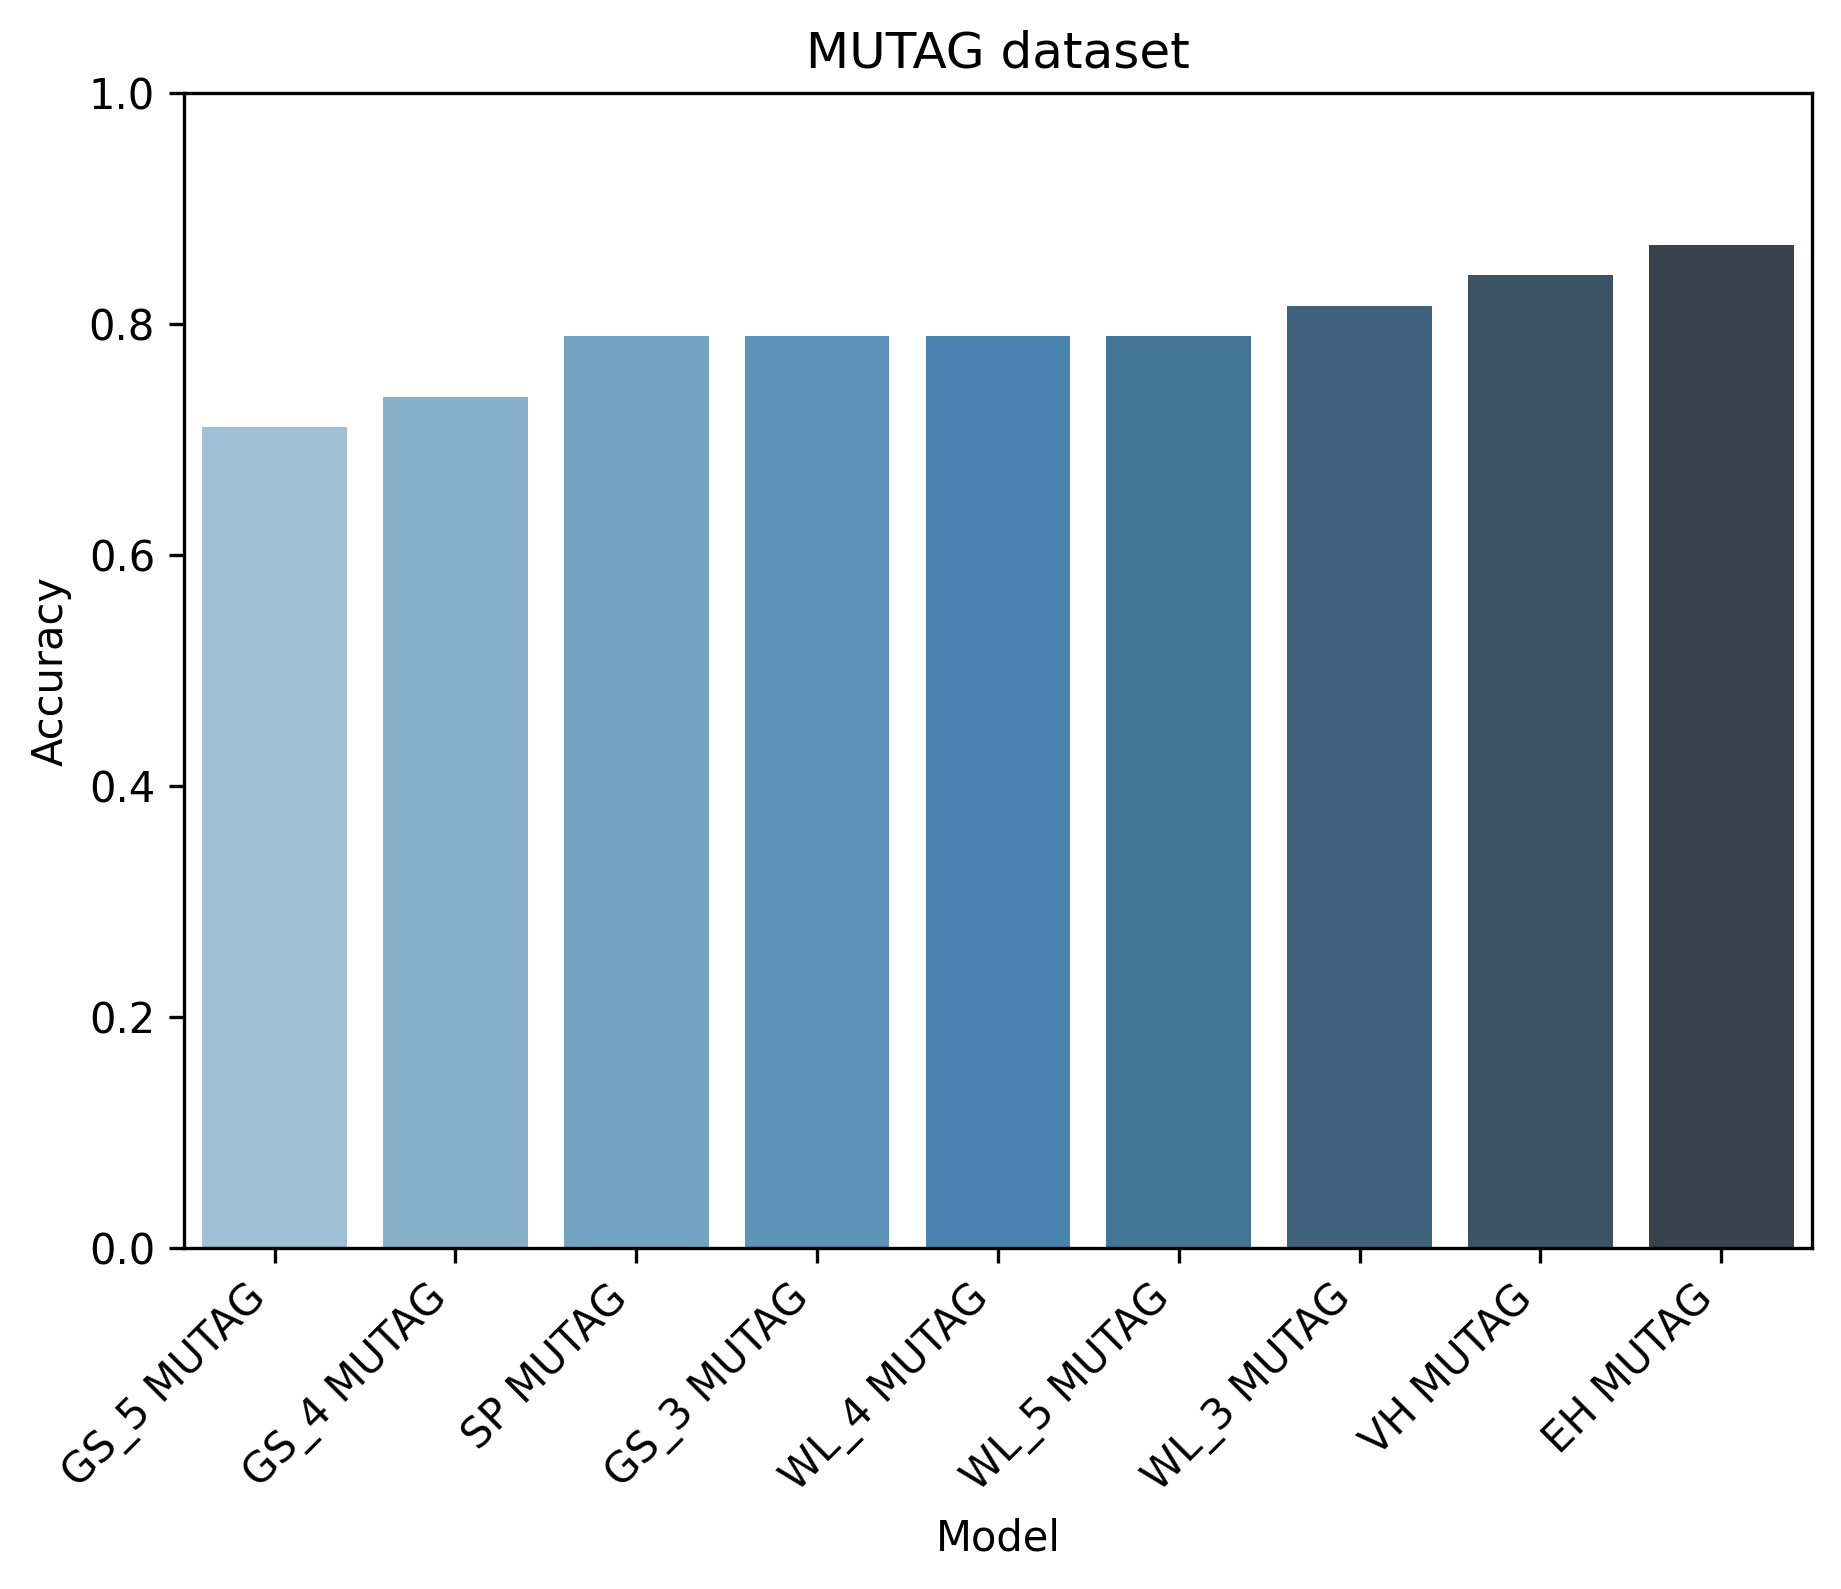 MUTAG dataset
1.0
0.8
0.6
0.4
0.2
0.0
Accuracy
GS_5 MUTAG
GS_4 MUTAG
SP MUTAG
GS_3 MUTAG
WL_4 MUTAG
WL_5 MUTAG
WL_3 MUTAG
VH MUTAG
EH MUTAG
Model